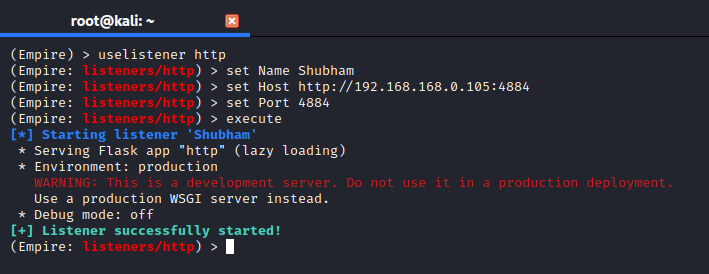 root@kali: ~
(Empire) > uselistener http
(Empire: listeners/http) > set Name Shubham
(Empire: listeners/http) > set Host http://192.168.168.0.105:4884
(Empire: listeners/http) > set Port 4884
(Empire: listeners/http) > execute
[*] Starting listener 'Shubham'
* Serving Flask app "http" (lazy loading)
* Environment: production
WARNING: This is a development server. Do not use it in a production deployment.
Use a production WSGI server instead.
* Debug mode: off
[+] Listener successfully started!
(Empire: listeners/http) >